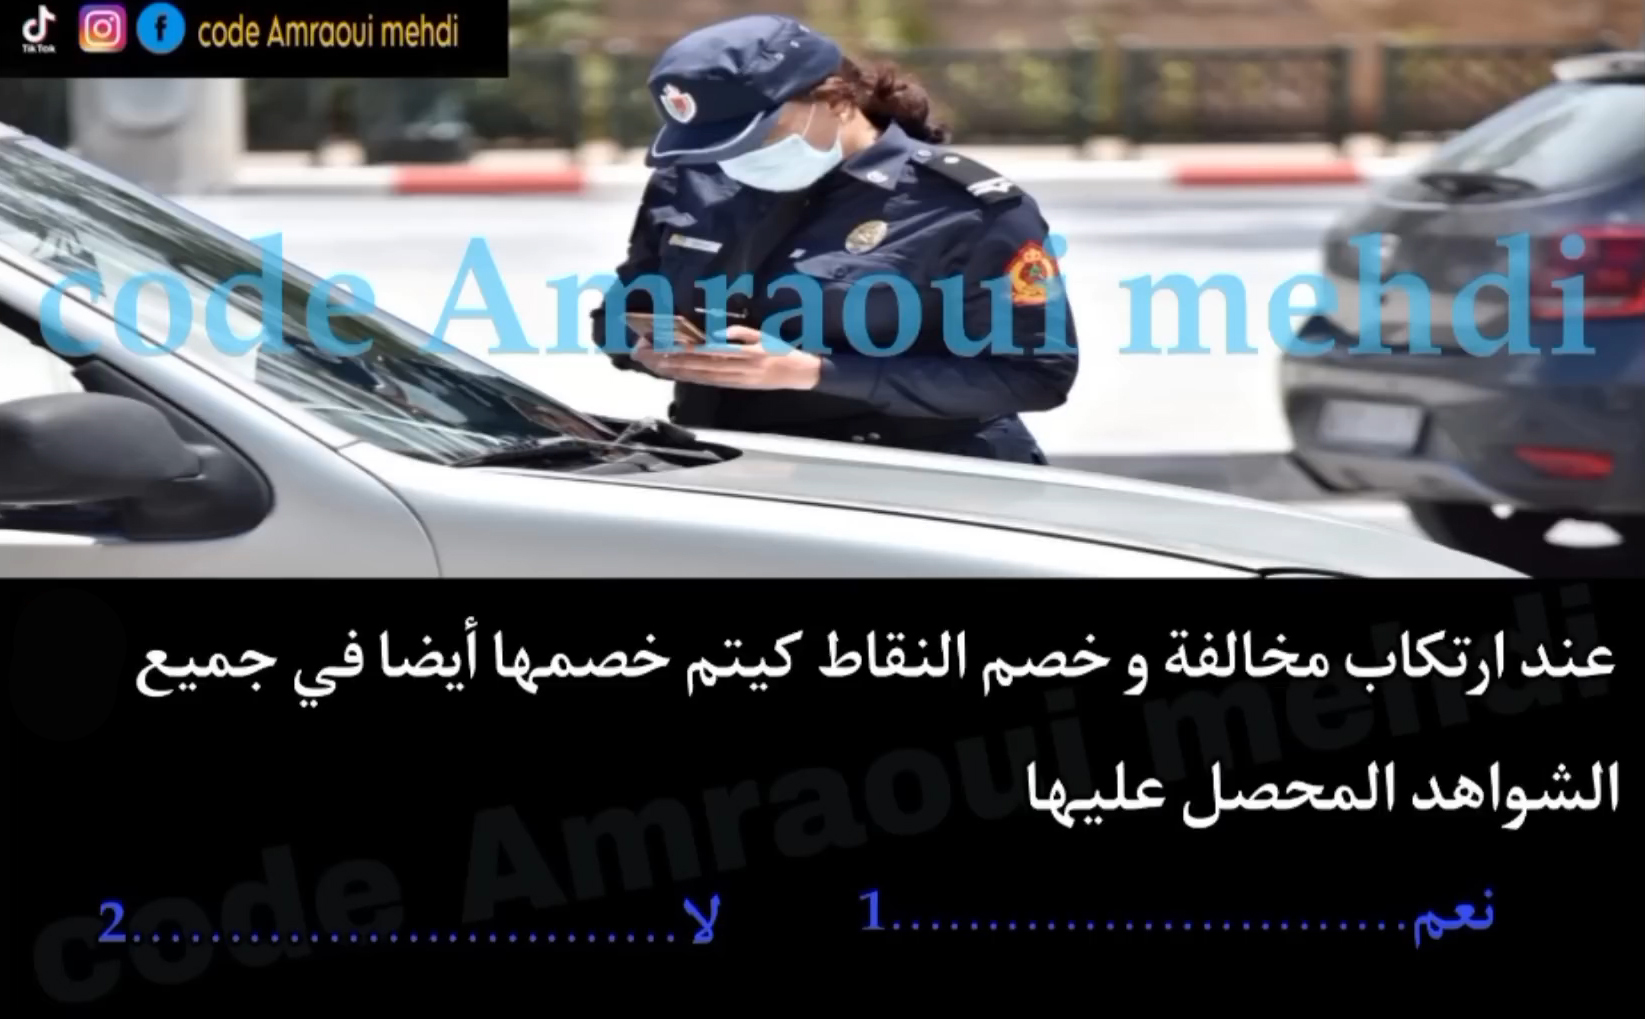 TikTok code Amraoui mehdi
code Amraoui mehdi
عند ارتكاب مخالفة و خصم النقاط كيتم خصمها أيضا في جميع
الشواهد المحصل عليها
نعم..............................1 لا..............................2
code Amraoui mehdi